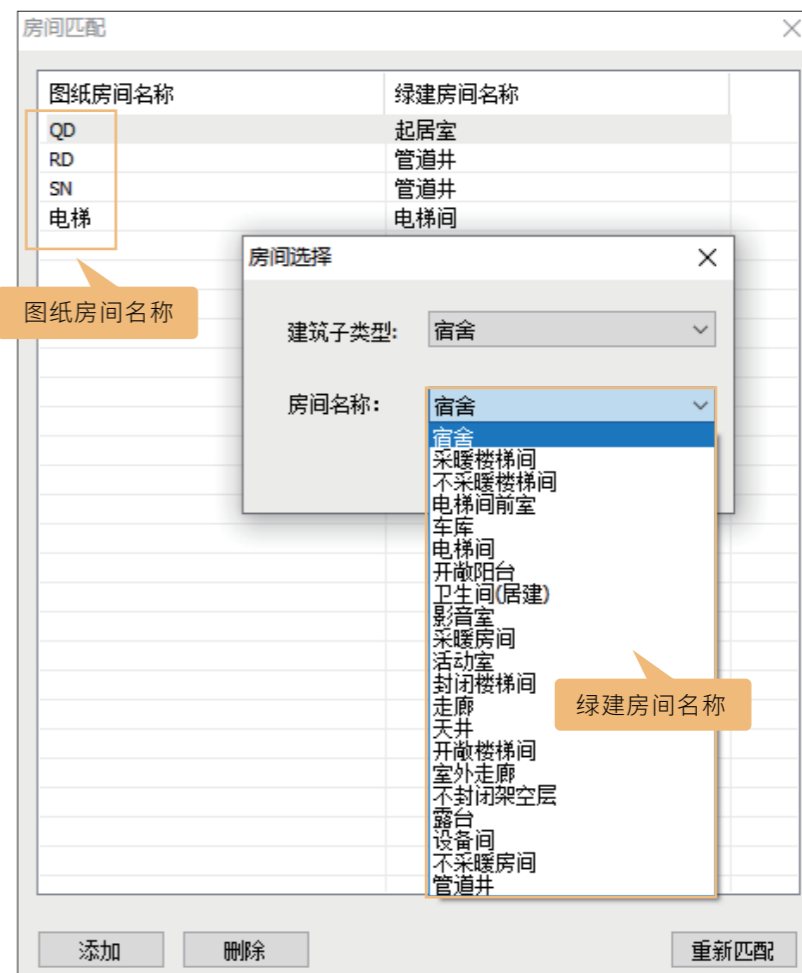 房间匹配
图纸房间名称 绿建房间名称
QD 起居室
RD 管道井
SN 管道井
电梯 电梯间
房间选择
图纸房间名称
建筑子类型: 宿舍
房间名称: 宿舍
宿舍
采暖楼梯间
不采暖楼梯间
电梯间前室
车库
电梯间
开敞阳台
卫生间(居建)
影音室
采暖房间
活动室
封闭楼梯间
走廊
绿建房间名称
天井
开敞楼梯间
室外走廊
不封闭架空层
露台
设备间
不采暖房间
管道井
添加 删除 重新匹配